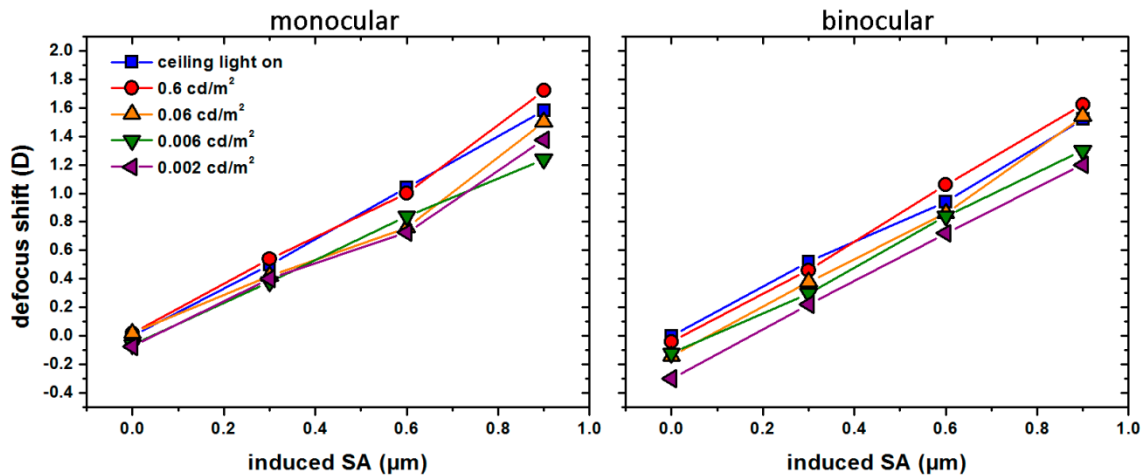 monocular
binocular
defocus shift (D)
2.0
1.8
1.6
1.4
1.2
1.0
0.8
0.6
0.4
0.2
0.0
-0.2
-0.4
ceiling light on
0.6 cd/m²
0.06 cd/m²
0.006 cd/m²
0.002 cd/m²
0.0 0.2 0.4 0.6 0.8 1.0
0.0 0.2 0.4 0.6 0.8 1.0
induced SA (µm)
induced SA (µm)